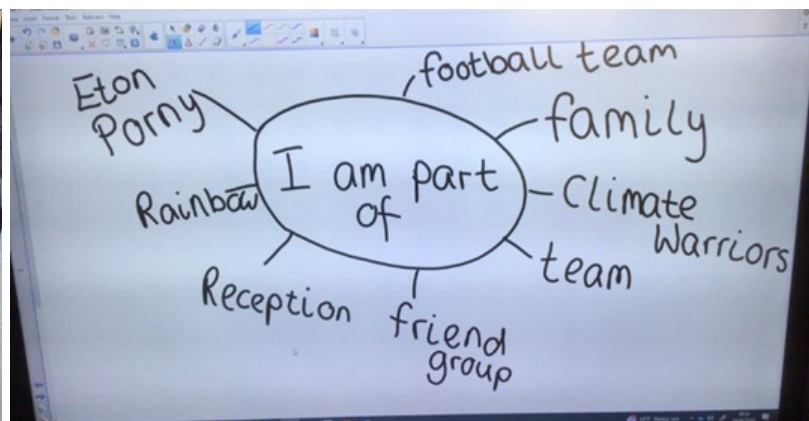 I am part
of
football team
family
Climate
Warriors
team
friend
group
Reception
Rainbow
Eton
Porny